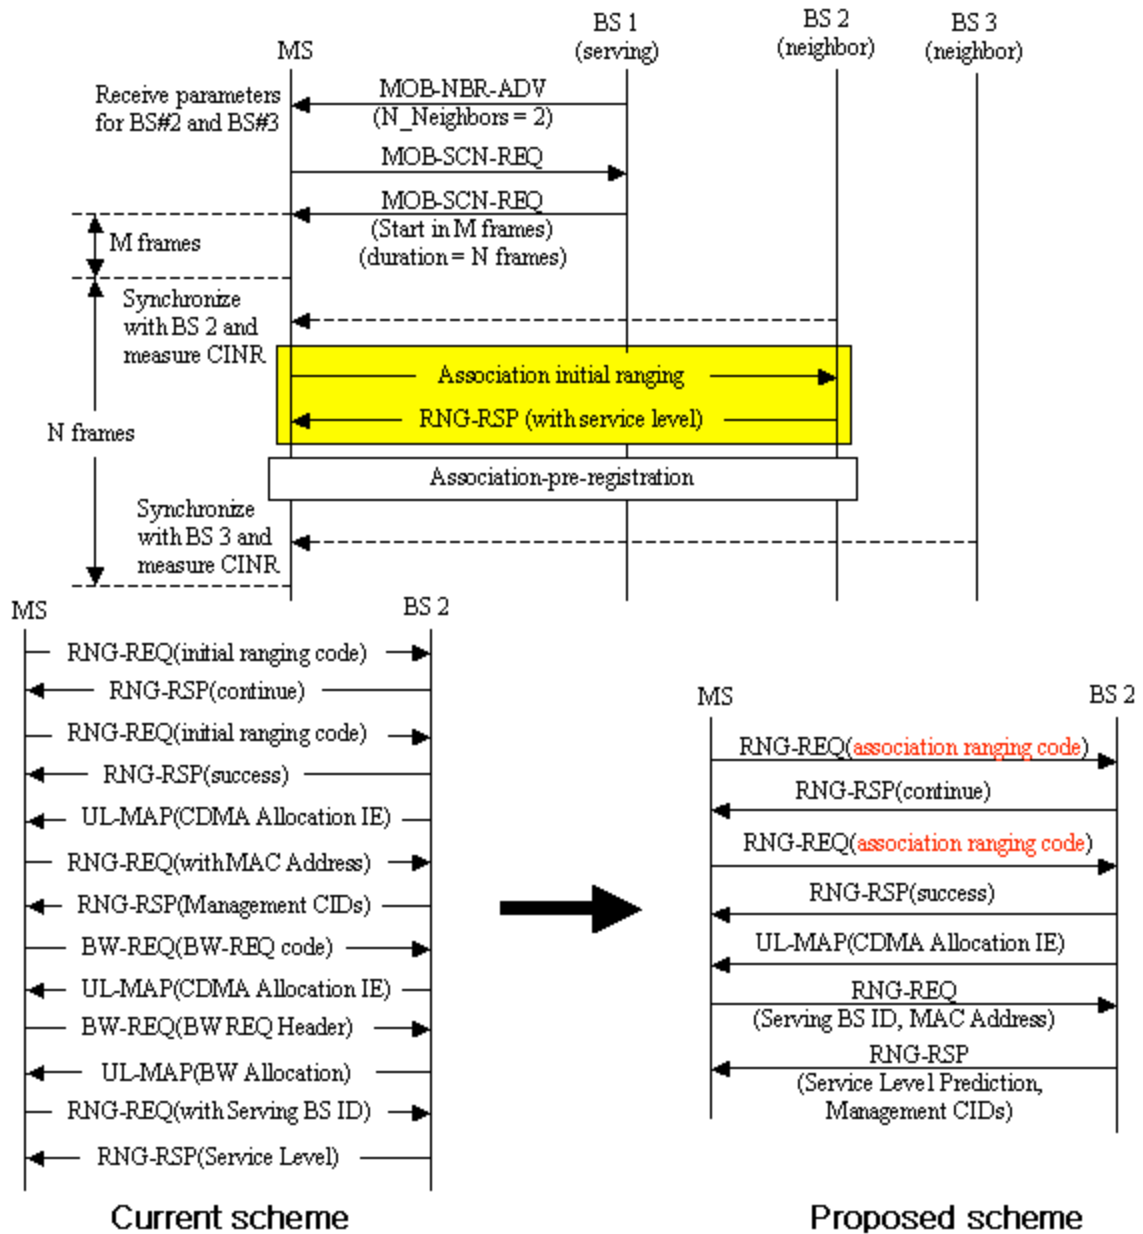 MS
BS 1
(serving)
BS 2
(neighbor)
BS 3
(neighbor)
Receive parameters
for BS#2 and BS#3
MOB-NBR-ADV
(N_Neighbors = 2)
MOB-SCN-REQ
MOB-SCN-REQ
(Start in M frames)
(duration = N frames)
M frames
Synchronize
with BS 2 and
measure CINR
Association initial ranging
RNG-RSP (with service level)
N frames
Association-pre-registration
Synchronize
with BS 3 and
measure CINR
MS
BS 2
RNG-REQ(initial ranging code)
RNG-RSP(continue)
RNG-REQ(initial ranging code)
RNG-RSP(success)
UL-MAP(CDMA Allocation IE)
RNG-REQ(with MAC Address)
RNG-RSP(Management CIDs)
BW-REQ(BW-REQ code)
UL-MAP(CDMA Allocation IE)
BW-REQ(BW REQ Header)
UL-MAP(BW Allocation)
RNG-REQ(with Serving BS ID)
RNG-RSP(Service Level)
Current scheme
MS
BS 2
RNG-REQ(association ranging code)
RNG-RSP(continue)
RNG-REQ(association ranging code)
RNG-RSP(success)
UL-MAP(CDMA Allocation IE)
RNG-REQ
(Serving BS ID, MAC Address)
RNG-RSP
(Service Level Prediction,
Management CIDs)
Proposed scheme